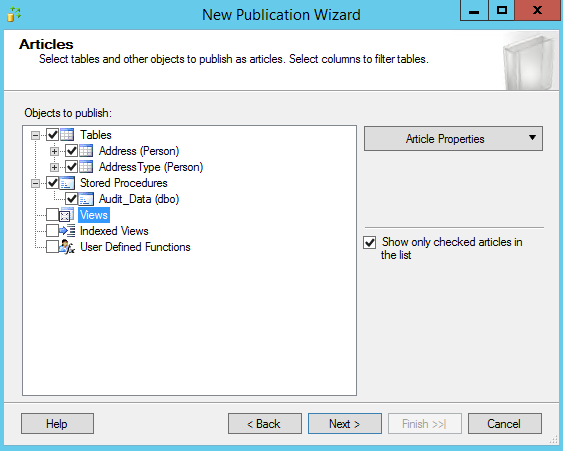 New Publication Wizard
Articles
Select tables and other objects to publish as articles. Select columns to filter tables.
Objects to publish:
Tables
Address (Person)
AddressType (Person)
Stored Procedures
Audit_Data (dbo)
Views
Indexed Views
User Defined Functions
Article Properties
Show only checked articles in
the list
Help
< Back
Next >
Finish >>|
Cancel